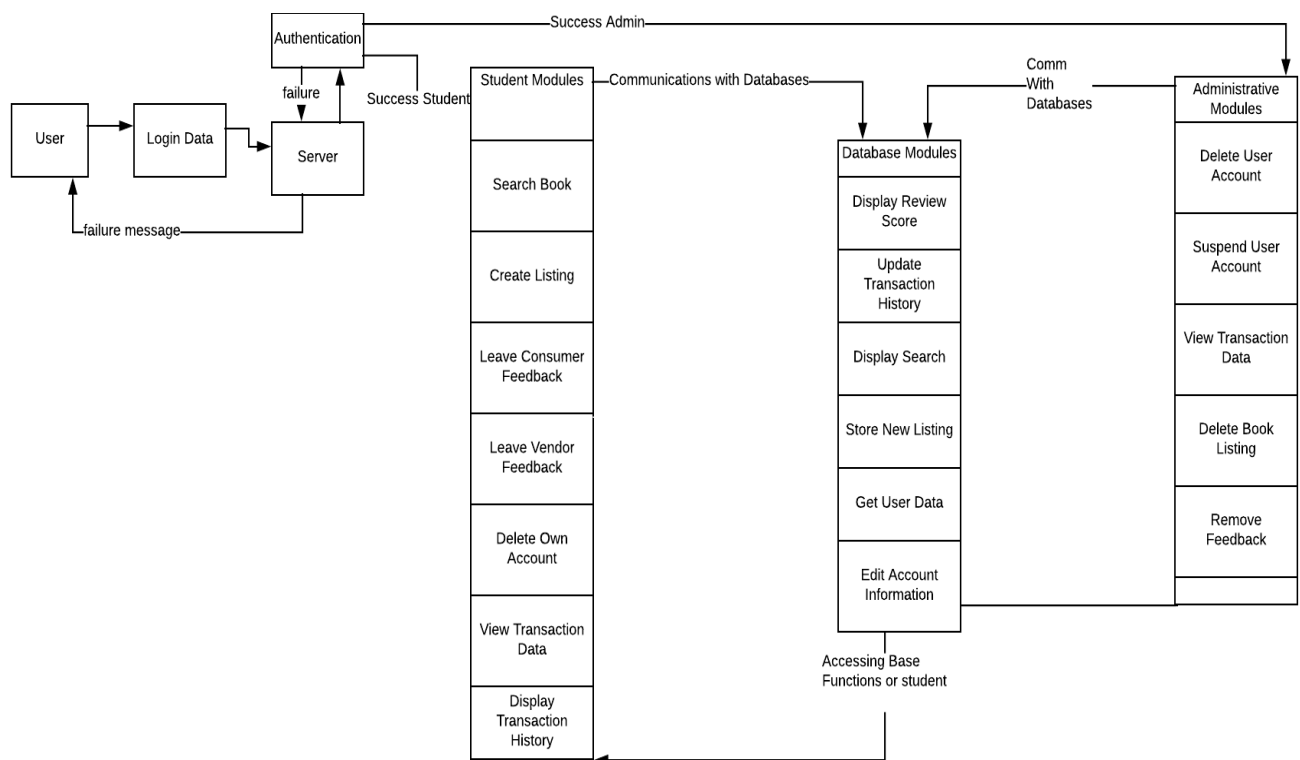 Success Admin
Authentication
failure
Success Student
User
Login Data
Server
failure message
Student Modules
Search Book
Create Listing
Leave Consumer
Feedback
Leave Vendor
Feedback
Delete Own
Account
View Transaction
Data
Display
Transaction
History
Communications with Databases
Comm
With
Databases
Database Modules
Display Review
Score
Update
Transaction
History
Display Search
Store New Listing
Get User Data
Edit Account
Information
Accessing Base
Functions or student
Administrative
Modules
Delete User
Account
Suspend User
Account
View Transaction
Data
Delete Book
Listing
Remove
Feedback